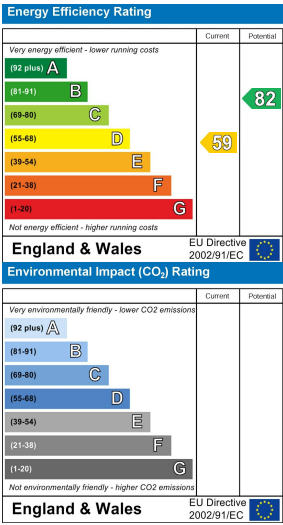 Energy Efficiency Rating
Current Potential
Very energy efficient - lower running costs
(92 plus) A
(81-91) B
(69-80) C
(55-68) D
(39-54) E
(21-38) F
(1-20) G
82
59
Not energy efficient - higher running costs
England & Wales
EU Directive
2002/91/EC
Environmental Impact (CO₂) Rating
Current Potential
Very environmentally friendly - lower CO2 emissions
(92 plus) A
(81-91) B
(69-80) C
(55-68) D
(39-54) E
(21-38) F
(1-20) G
Not environmentally friendly - higher CO2 emissions
England & Wales
EU Directive
2002/91/EC